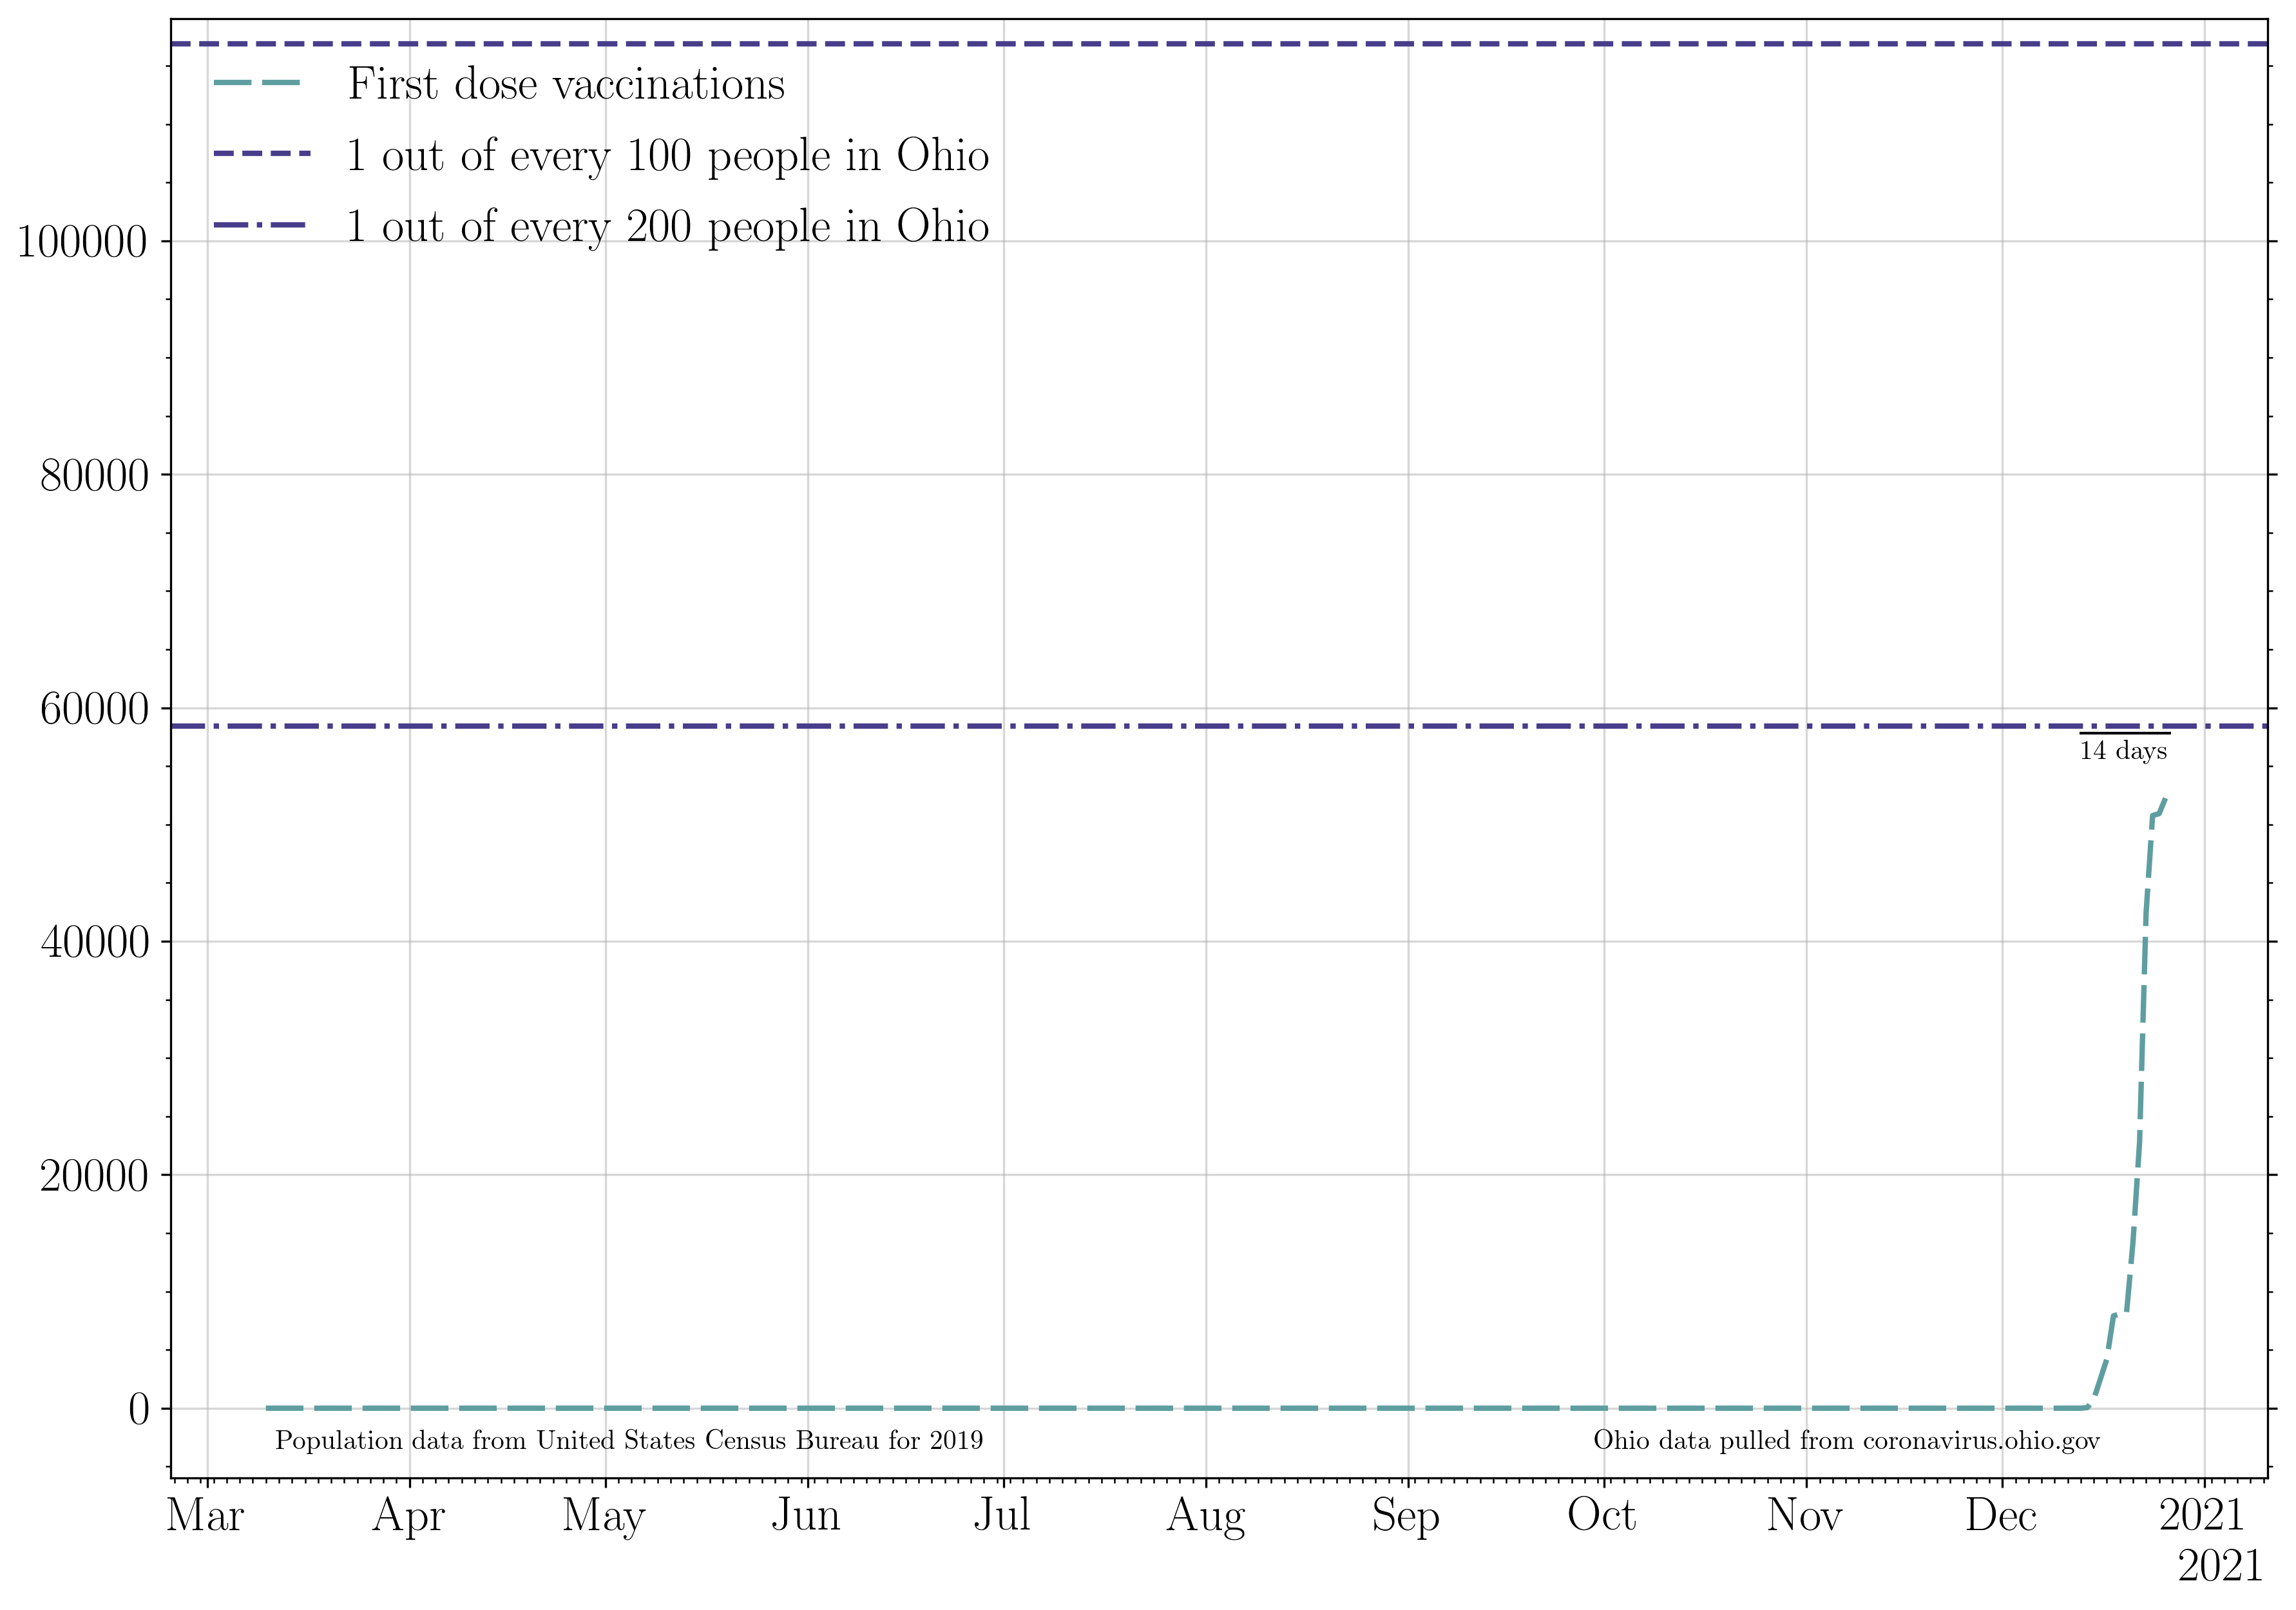 First dose vaccinations
1 out of every 100 people in Ohio
1 out of every 200 people in Ohio
100000
80000
60000
14 days
40000
20000
0
Population data from United States Census Bureau for 2019
Ohio data pulled from coronavirus.ohio.gov
Mar Apr May Jun Jul Aug Sep Oct Nov Dec 2021
2021